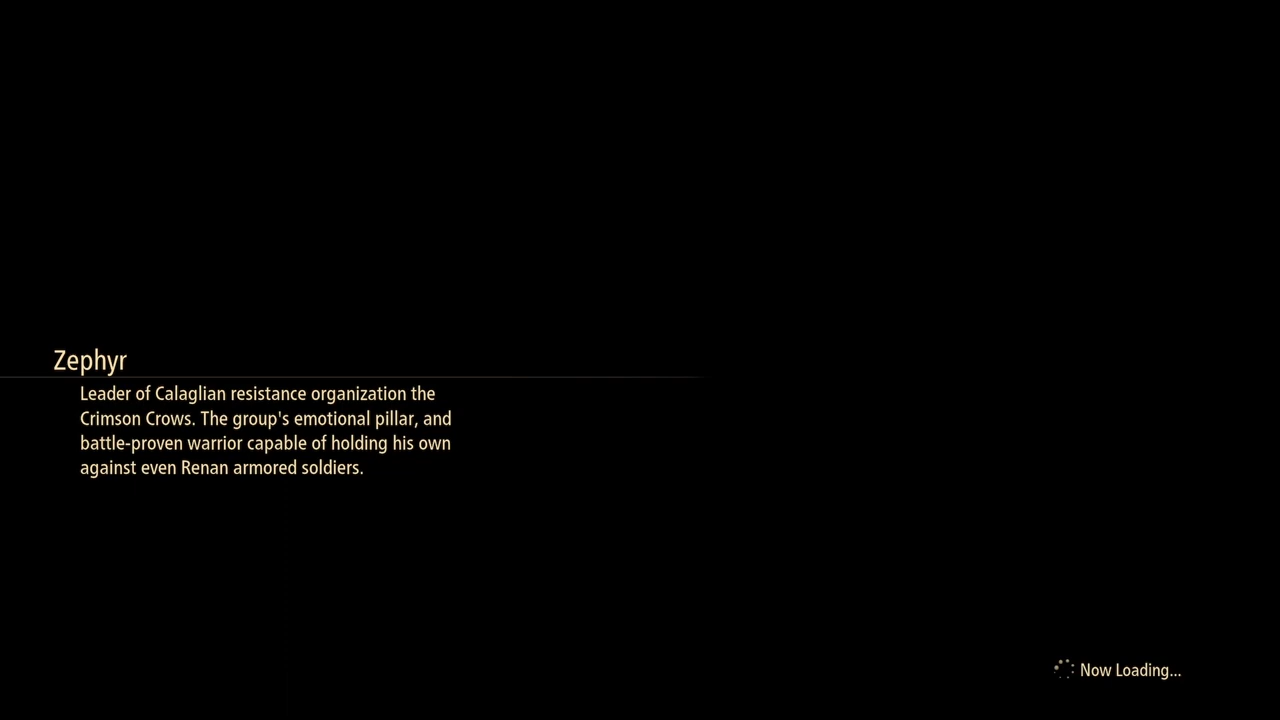 Zephyr
Leader of Calaglian resistance organization the
Crimson Crows. The group's emotional pillar, and
battle-proven warrior capable of holding his own
against even Renan armored soldiers.
Now Loading...